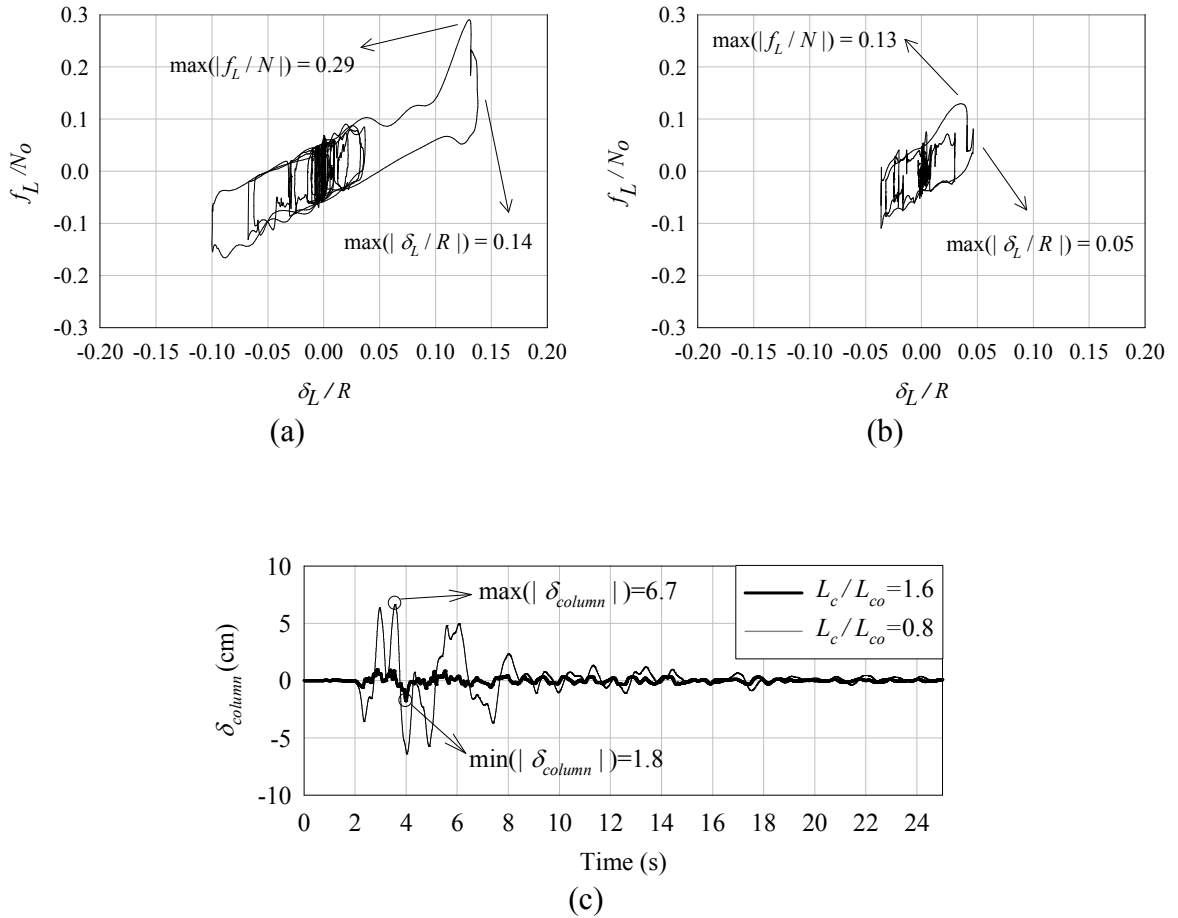 0.3
0.2
0.1
0.0
-0.1
-0.2
-0.3
f_L /N_o
max(| f_L / N |) = 0.29
max(| δ_L / R |) = 0.14
-0.20 -0.15 -0.10 -0.05 0.00 0.05 0.10 0.15 0.20
δ_L / R
(a)
0.3
0.2
0.1
0.0
-0.1
-0.2
-0.3
f_L /N_o
max(| f_L / N |) = 0.13
max(| δ_L / R |) = 0.05
-0.20 -0.15 -0.10 -0.05 0.00 0.05 0.10 0.15 0.20
δ_L / R
(b)
10
5
0
-5
-10
δ_column (cm)
max(| δ_column |)=6.7
min(| δ_column |)=1.8
L_c / L_co=1.6
L_c / L_co=0.8
0 2 4 6 8 10 12 14 16 18 20 22 24
Time (s)
(c)